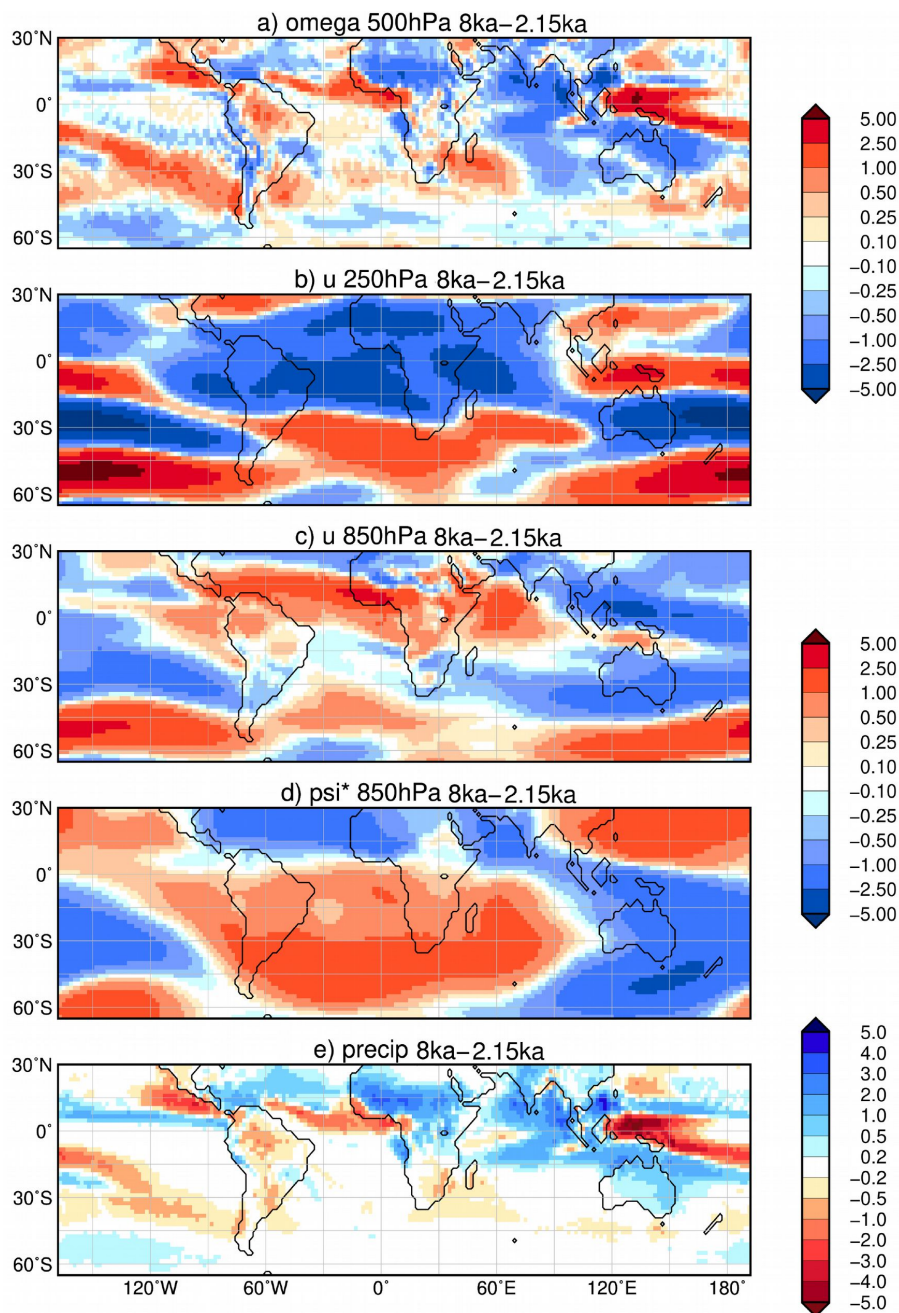 a) omega 500hPa 8ka−2.15ka
30˚N
0˚
30˚S
60˚S
5.00
2.50
1.00
0.50
0.25
0.10
−0.10
−0.25
−0.50
−1.00
−2.50
−5.00
b) u 250hPa 8ka−2.15ka
30˚N
0˚
30˚S
60˚S
c) u 850hPa 8ka−2.15ka
30˚N
0˚
30˚S
60˚S
d) psi* 850hPa 8ka−2.15ka
30˚N
0˚
30˚S
60˚S
5.00
2.50
1.00
0.50
0.25
0.10
−0.10
−0.25
−0.50
−1.00
−2.50
−5.00
e) precip 8ka−2.15ka
30˚N
0˚
30˚S
60˚S
120˚W
60˚W
0˚
60˚E
120˚E
180˚
5.0
4.0
3.0
2.0
1.0
0.5
0.2
−0.2
−0.5
−1.0
−2.0
−3.0
−4.0
−5.0